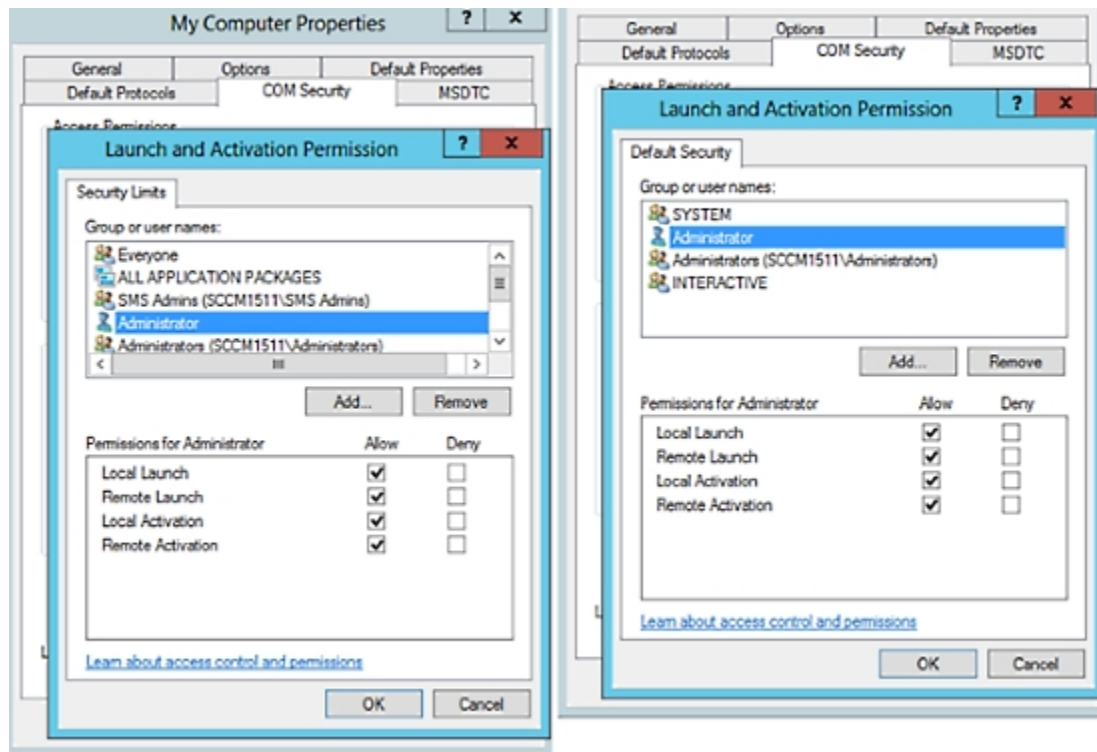 My Computer Properties
? x
General Options Default Properties
Default Protocols COM Security MSDTC
Access Permissions
Launch and Activation Permission
? x
Security Limits
Group or user names:
Everyone
ALL APPLICATION PACKAGES
SMS Admins (SCCM1511\SMS Admins)
Administrator
Administrators (SCCM1511\Administrators)
Add... Remove
Permissions for Administrator Allow Deny
Local Launch
Remote Launch
Local Activation
Remote Activation
Learn about access control and permissions
OK Cancel
General Options Default Properties
Default Protocols COM Security MSDTC
Access Permissions
Launch and Activation Permission
? x
Default Security
Group or user names:
SYSTEM
Administrator
Administrators (SCCM1511\Administrators)
INTERACTIVE
Add... Remove
Permissions for Administrator Allow Deny
Local Launch
Remote Launch
Local Activation
Remote Activation
Learn about access control and permissions
OK Cancel